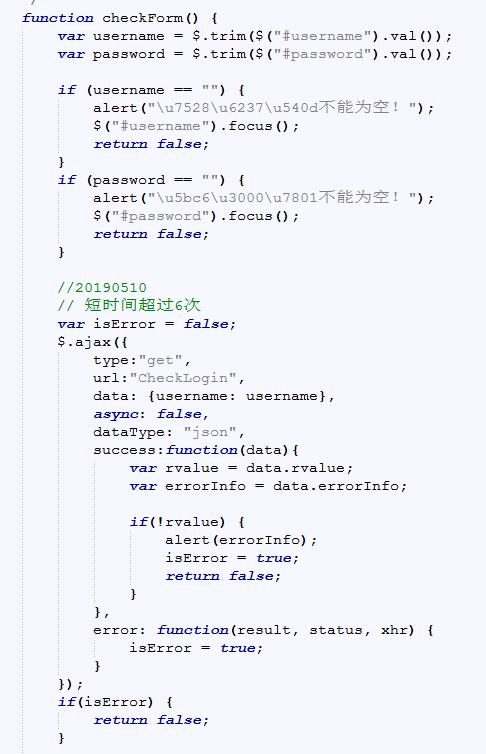 function checkForm() {
var username = $.trim($("#username").val());
var password = $.trim($("#password").val());
if (username == "") {
alert("\u7528\u6237\u540d不能为空！");
$("#username").focus();
return false;
}
if (password == "") {
alert("\u5bc6\u3000\u7801不能为空！");
$("#password").focus();
return false;
}
//20190510
// 短时间超过6次
var isError = false;
$.ajax({
type:"get",
url:"CheckLogin",
data: {username: username},
async: false,
dataType: "json",
success:function(data){
var rvalue = data.rvalue;
var errorInfo = data.errorInfo;
if(!rvalue) {
alert(errorInfo);
isError = true;
return false;
}
},
error: function(result, status, xhr) {
isError = true;
}
});
if(isError) {
return false;
}